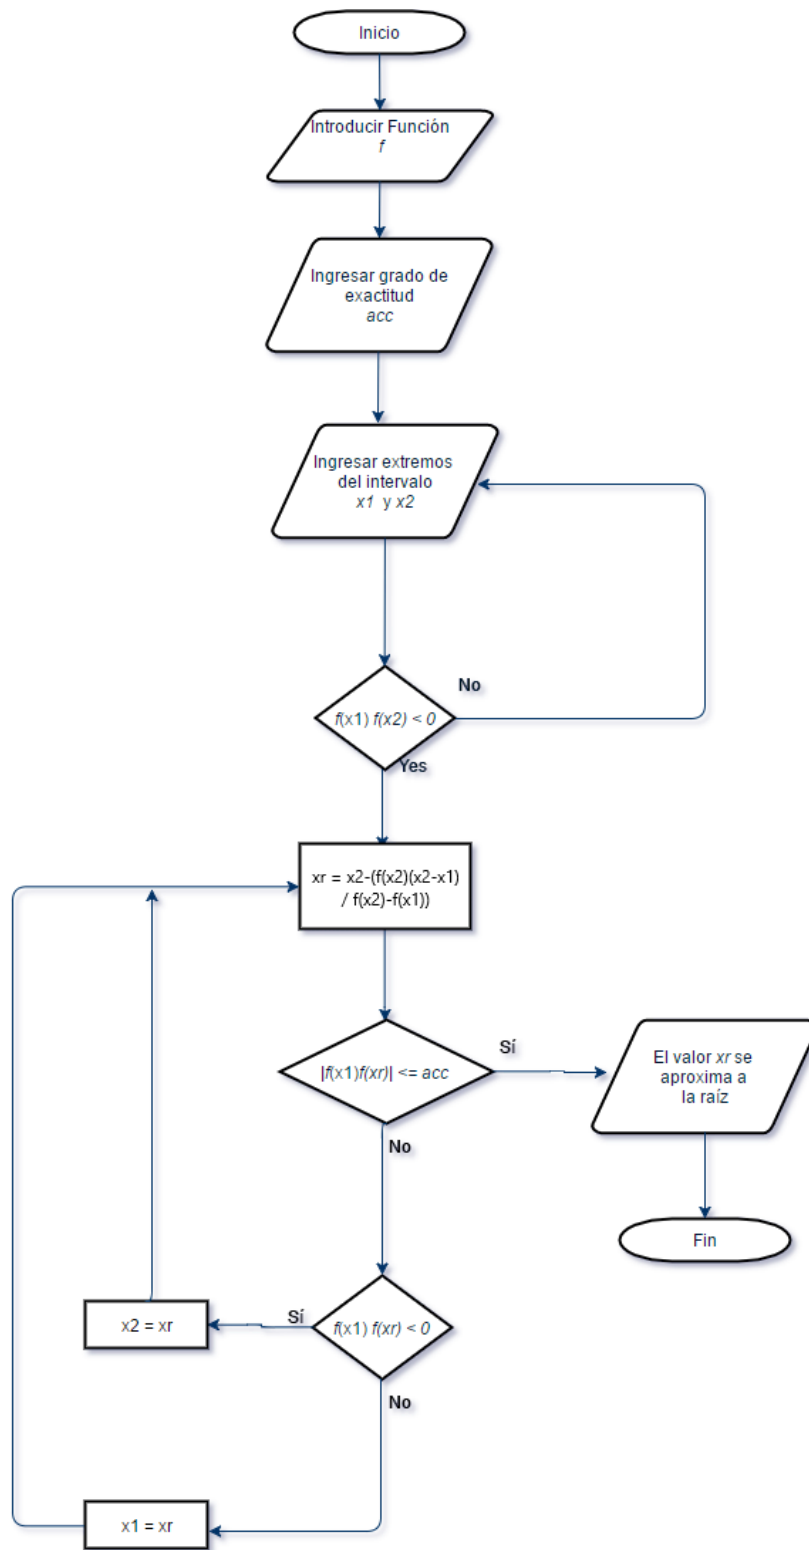 Inicio
Introducir Función
f
Ingresar grado de
exactitud
acc
Ingresar extremos
del intervalo
x1 y x2
No
f(x1) f(x2) < 0
Yes
xr = x2-(f(x2)(x2-x1)
/ f(x2)-f(x1))
Sí
|f(x1)f(xr)| <= acc
El valor xr se
aproxima a
la raíz
No
Fin
Sí
f(x1) f(xr) < 0
x2 = xr
No
x1 = xr